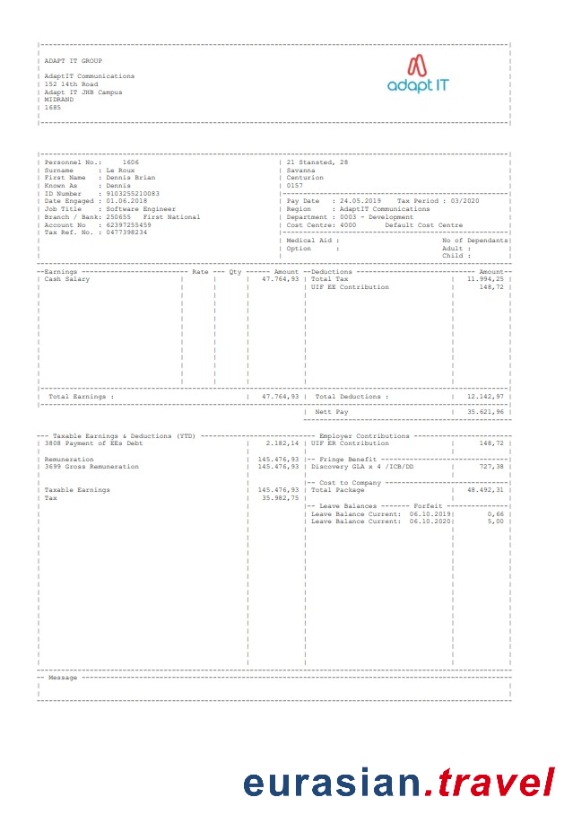 ADAPT IT GROUP
adapt IT
AdaptIT Communications
152 14th Road
Adapt IT JHB Campus
MIDRAND
1685
Personnel No.: 1606
Surname : Le Roux
First Name : Dennis Brian
Known As : Dennis
ID Number : 9103255210083
Date Engaged : 01.06.2018
Job Title : Software Engineer
Branch / Bank: 250655 First National
Account No : 62397255459
Tax Ref. No. : 0477398234
21 Stansted, 28
Savanna
Centurion
0157
Pay Date : 24.05.2019 Tax Period : 03/2020
Region : AdaptIT Communications
Department : 0003 - Development
Cost Centre: 4000 Default Cost Centre
Medical Aid : No of Dependants
Option : Adult :
Child :
Earnings Rate Qty Amount Deductions Amount
Cash Salary 47.764,93 Total Tax 11.994,25
UIF EE Contribution 148,72
Total Earnings : 47.764,93 Total Deductions : 12.142,97
Nett Pay 35.621,96
Taxable Earnings & Deductions (YTD) Employer Contributions
3808 Payment of EEs Debt 2.182,14 UIF ER Contribution 148,72
Remuneration 145.476,93 Fringe Benefit
3699 Gross Remuneration 145.476,93 Discovery GLA x 4 /ICB/DD 727,38
Cost to Company
Taxable Earnings 145.476,93 Total Package 48.492,31
Tax 35.982,75
Leave Balances Forfeit
Leave Balance Current: 06.10.2019 0,66
Leave Balance Current: 06.10.2020 5,00
Message
eurasian.travel